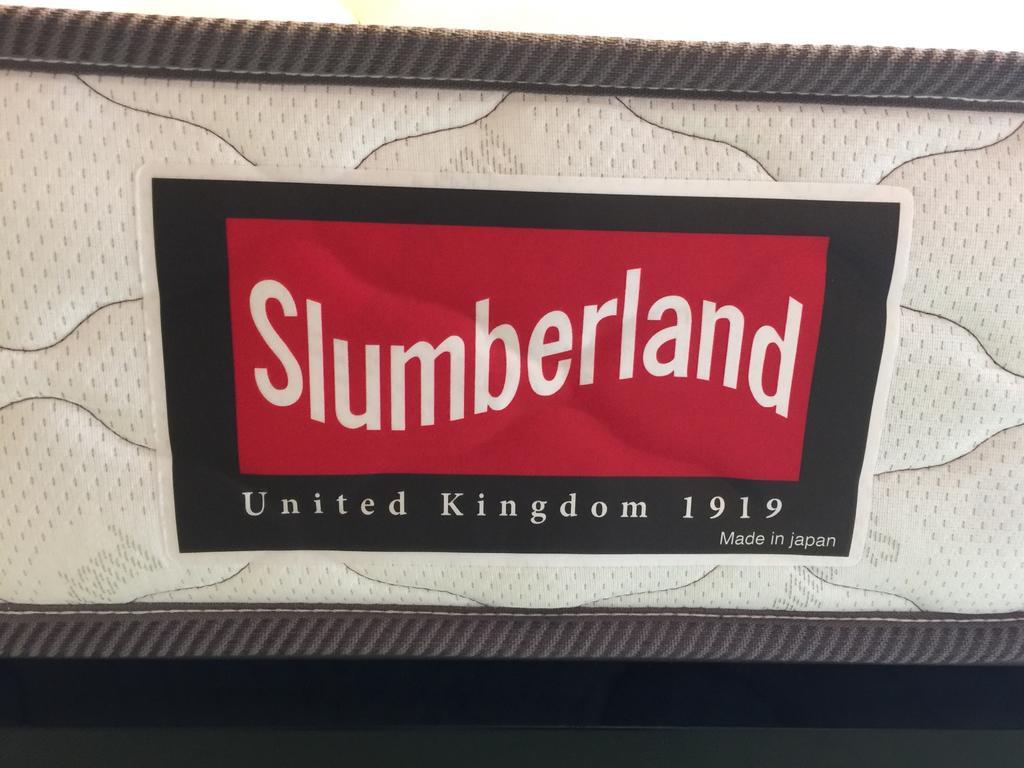 Slumberland
United Kingdom 1919
Made in japan